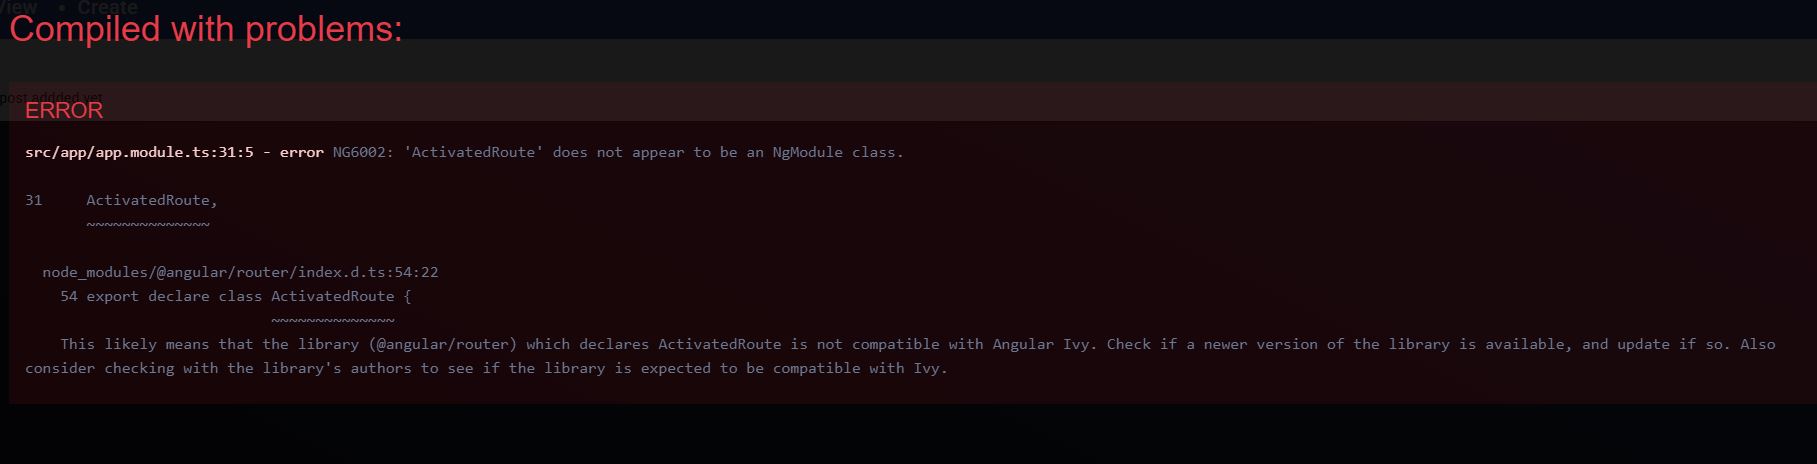 View • Create
Compiled with problems:
post addded yet
ERROR
src/app/app.module.ts:31:5 - error NG6002: 'ActivatedRoute' does not appear to be an NgModule class.
31     ActivatedRoute,
~~~~~~~~~~~~~~
node_modules/@angular/router/index.d.ts:54:22
54 export declare class ActivatedRoute {
~~~~~~~~~~~~~~
This likely means that the library (@angular/router) which declares ActivatedRoute is not compatible with Angular Ivy. Check if a newer version of the library is available, and update if so. Also
consider checking with the library's authors to see if the library is expected to be compatible with Ivy.